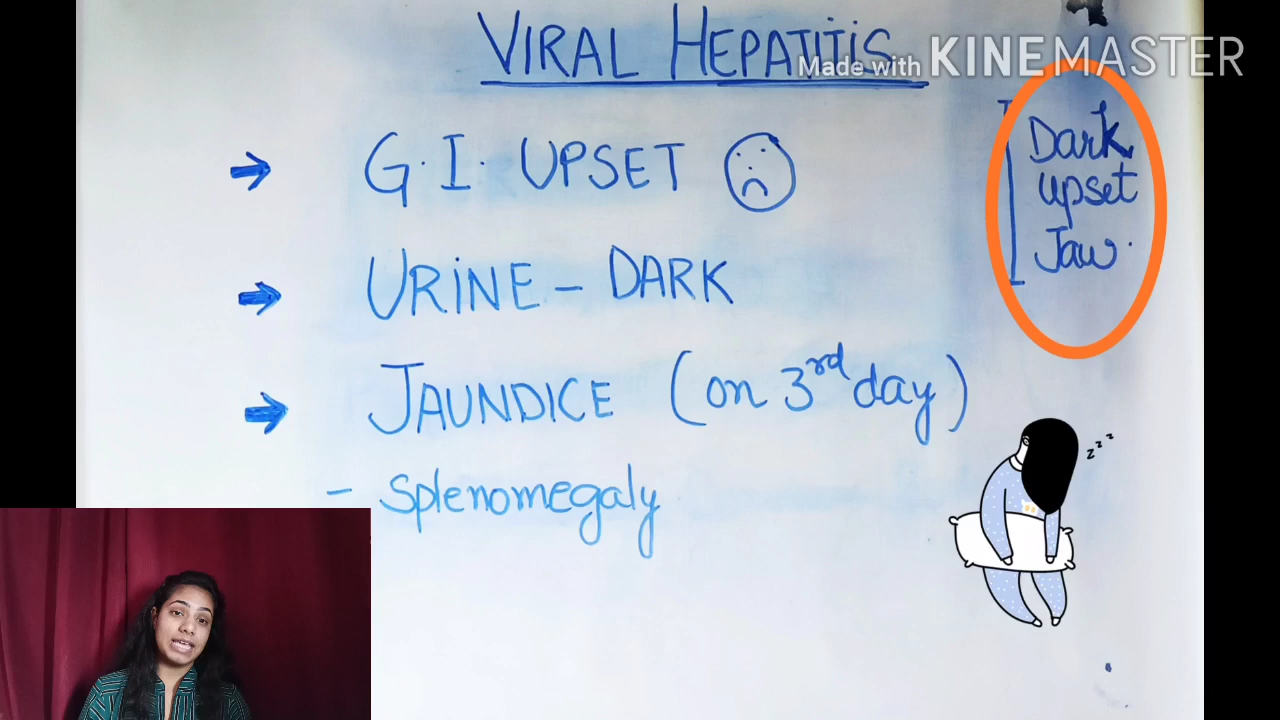 VIRAL HEPATITIS
Made with KINEMASTER
→ G.I. UPSET
→ URINE - DARK
→ JAUNDICE (on 3rd day)
- Splenomegaly
Dark
upset
Jaw.
z z z